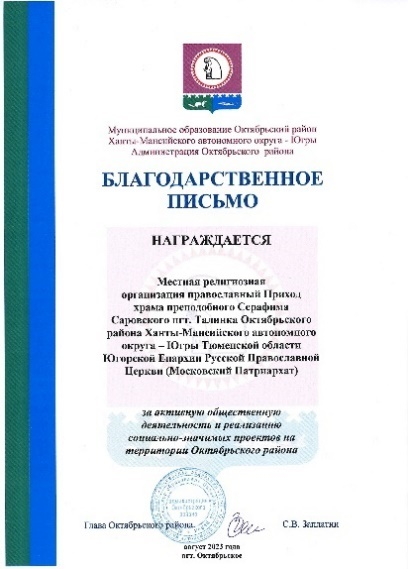 Муниципальное образование Октябрьский район
Ханты-Мансийского автономного округа - Югры
Администрация Октябрьского района
БЛАГОДАРСТВЕННОЕ
ПИСЬМО
НАГРАЖДАЕТСЯ
Местная религиозная
организация православный Приход
храма преподобного Серафима
Саровского пгт. Талинка Октябрьского
района Ханты-Мансийского автономного
округа – Югры Тюменской области
Югорской Епархии Русской Православной
Церкви (Московский Патриархат)
за активную общественную
деятельность и реализацию
социально-значимых проектов на
территории Октябрьского района
Глава Октябрьского района С.В. Заплатин
август 2023 года
пгт. Октябрьское